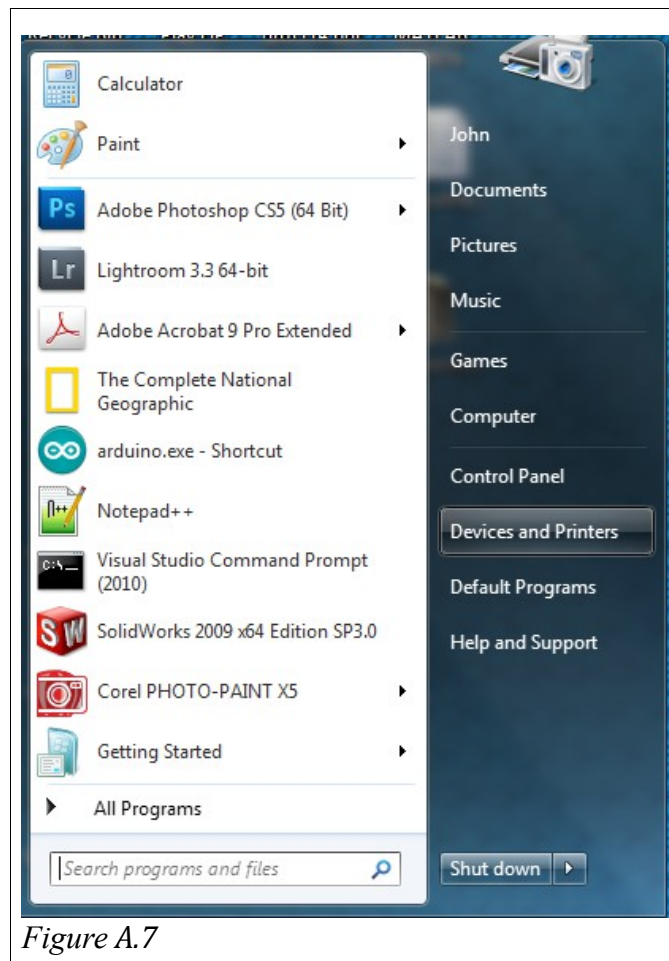 Calculator
Paint
Ps
Adobe Photoshop CS5 (64 Bit)
Lr
Lightroom 3.3 64-bit
Adobe Acrobat 9 Pro Extended
The Complete National
Geographic
arduino.exe - Shortcut
Notepad++
Visual Studio Command Prompt
(2010)
SW
SolidWorks 2009 x64 Edition SP3.0
Corel PHOTO-PAINT X5
Getting Started
All Programs
Search programs and files
John
Documents
Pictures
Music
Games
Computer
Control Panel
Devices and Printers
Default Programs
Help and Support
Shut down
Figure A.7